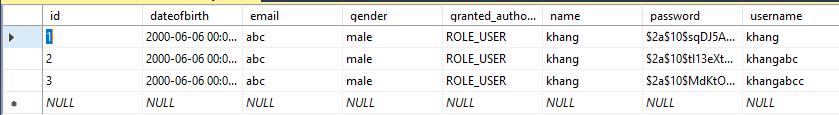 id dateofbirth email gender granted_autho... name password username
1 2000-06-06 00:0... abc male ROLE_USER khang $2a$10$sqDJ5A... khang
2 2000-06-06 00:0... abc male ROLE_USER khang $2a$10$tI13eXt... khangabc
3 2000-06-06 00:0... abc male ROLE_USER khang $2a$10$MdKtO... khangabcc
NULL NULL NULL NULL NULL NULL NULL NULL